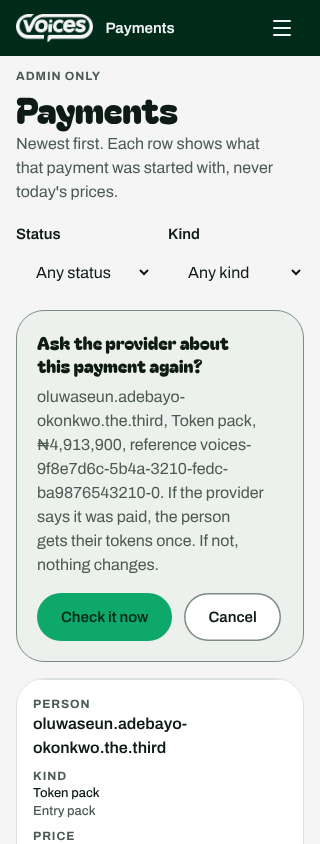 Voices Payments
ADMIN ONLY
Payments
Newest first. Each row shows what
that payment was started with, never
today's prices.
Status Kind
Any status Any kind
Ask the provider about
this payment again?
oluwaseun.adebayo-
okonkwo.the.third, Token pack,
₦4,913,900, reference voices-
9f8e7d6c-5b4a-3210-fedc-
ba9876543210-0. If the provider
says it was paid, the person
gets their tokens once. If not,
nothing changes.
Check it now Cancel
PERSON
oluwaseun.adebayo-
okonkwo.the.third
KIND
Token pack
Entry pack
PRICE